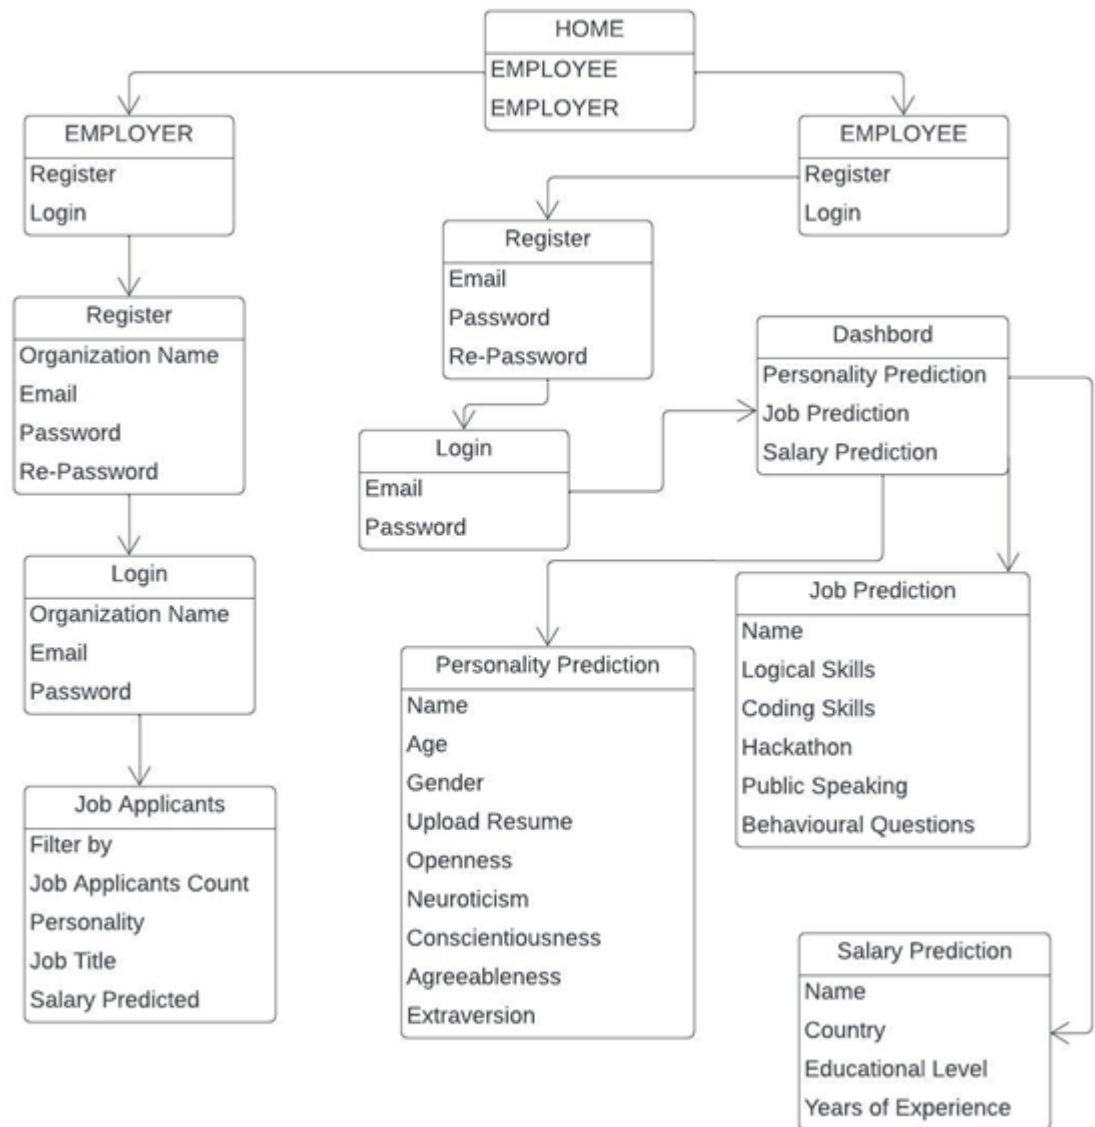 HOME
EMPLOYEE
EMPLOYER
EMPLOYER
Register
Login
EMPLOYEE
Register
Login
Register
Organization Name
Email
Password
Re-Password
Register
Email
Password
Re-Password
Login
Email
Password
Dashbord
Personality Prediction
Job Prediction
Salary Prediction
Login
Organization Name
Email
Password
Job Applicants
Filter by
Job Applicants Count
Personality
Job Title
Salary Predicted
Personality Prediction
Name
Age
Gender
Upload Resume
Openness
Neuroticism
Conscientiousness
Agreeableness
Extraversion
Job Prediction
Name
Logical Skills
Coding Skills
Hackathon
Public Speaking
Behavioural Questions
Salary Prediction
Name
Country
Educational Level
Years of Experience